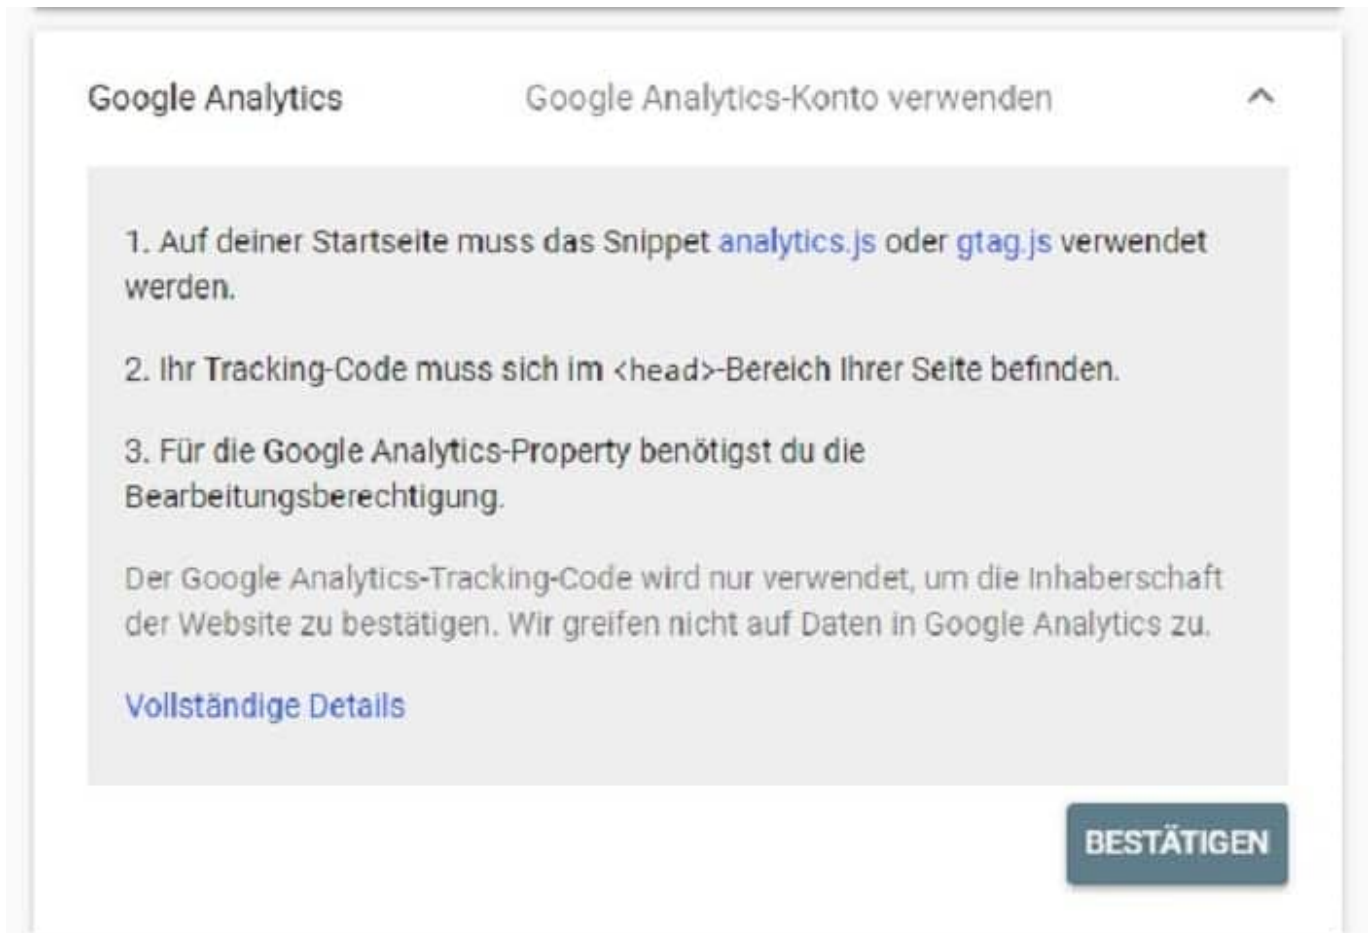 Google Analytics
Google Analytics-Konto verwenden
1. Auf deiner Startseite muss das Snippet analytics.js oder gtag.js verwendet
werden.
2. Ihr Tracking-Code muss sich im <head>-Bereich Ihrer Seite befinden.
3. Für die Google Analytics-Property benötigst du die
Bearbeitungsberechtigung.
Der Google Analytics-Tracking-Code wird nur verwendet, um die Inhaberschaft
der Website zu bestätigen. Wir greifen nicht auf Daten in Google Analytics zu.
Vollständige Details
BESTÄTIGEN